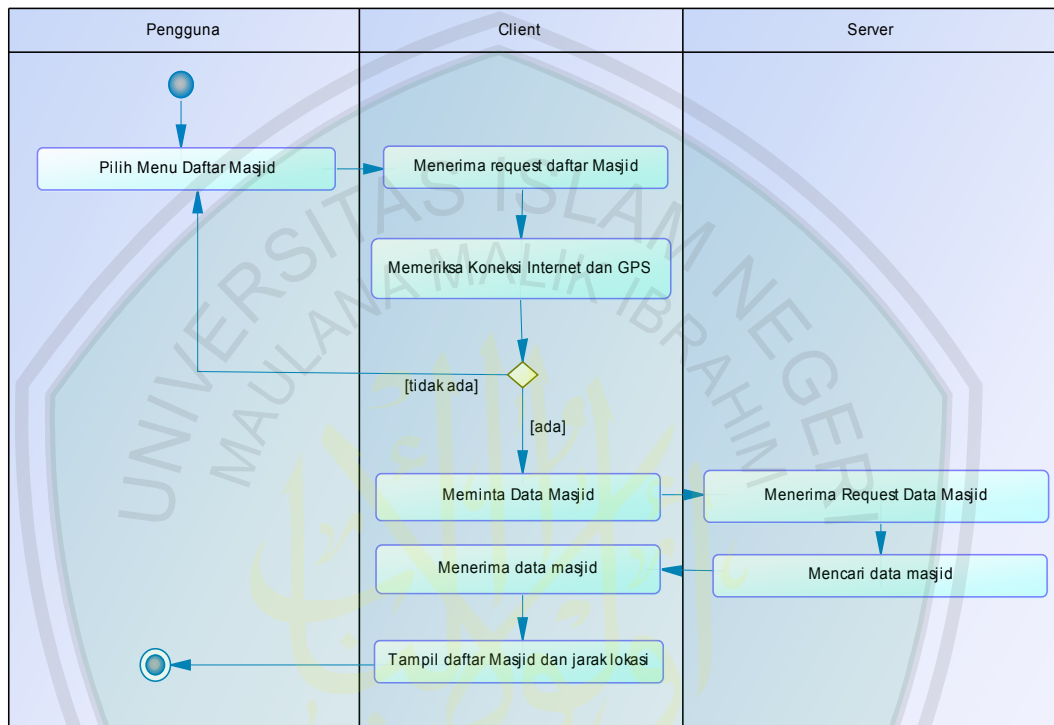 Pengguna
Client
Server
Pilih Menu Daftar Masjid
Menerima request daftar Masjid
Memeriksa Koneksi Internet dan GPS
[tidak ada]
[ada]
Meminta Data Masjid
Menerima Request Data Masjid
Menerima data masjid
Mencari data masjid
Tampil daftar Masjid dan jarak lokasi
UNIVERSITAS ISLAM NEGERI
MAULANA MALIK IBRAHIM